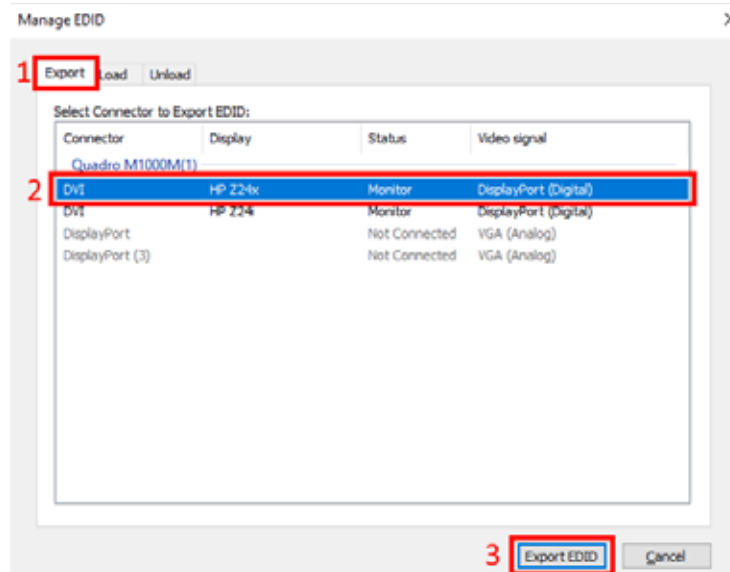 Manage EDID
1 Export Load Unload
Select Connector to Export EDID:
Connector Display Status Video signal
Quadro M1000M(1)
2 DVI HP Z24x Monitor DisplayPort (Digital)
DVI HP Z24i Monitor DisplayPort (Digital)
DisplayPort Not Connected VGA (Analog)
DisplayPort (3) Not Connected VGA (Analog)
3 Export EDID Cancel